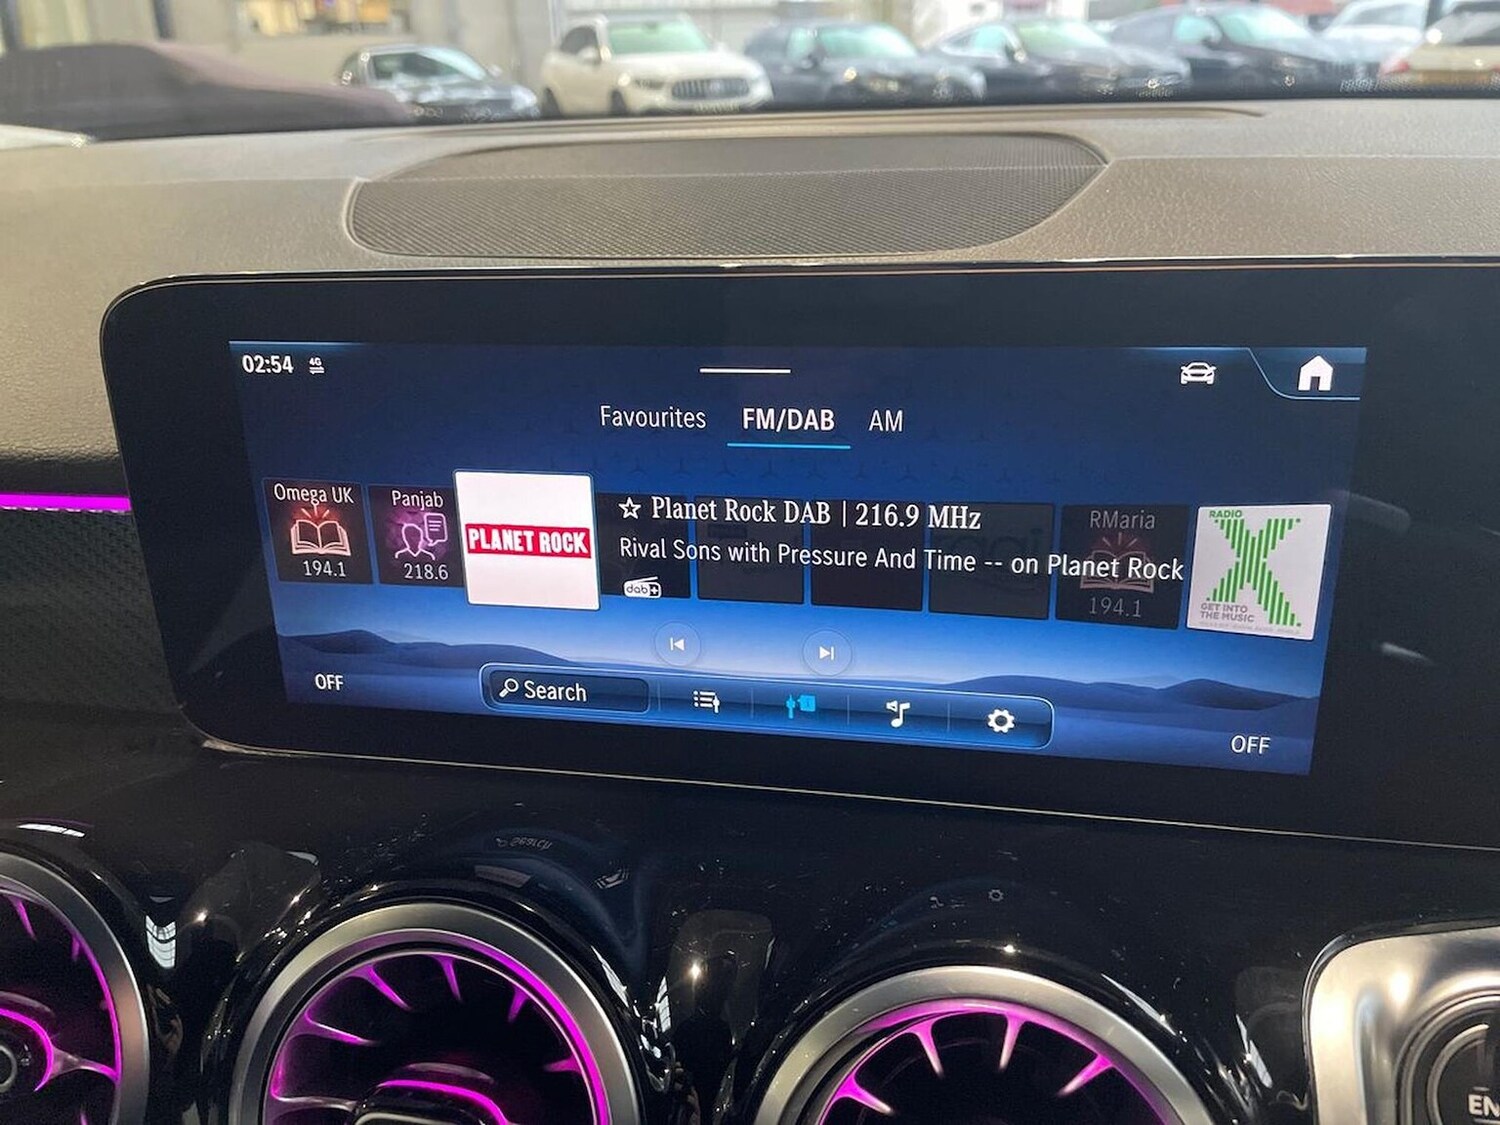 02:54 4G
Favourites FM/DAB AM
Omega UK
194.1
Panjab
218.6
PLANET ROCK
☆ Planet Rock DAB | 216.9 MHz
Rival Sons with Pressure And Time -- on Planet Rock
dab+
RMaria
194.1
RADIO
X
GET INTO
THE MUSIC
OFF
Search
OFF
EN